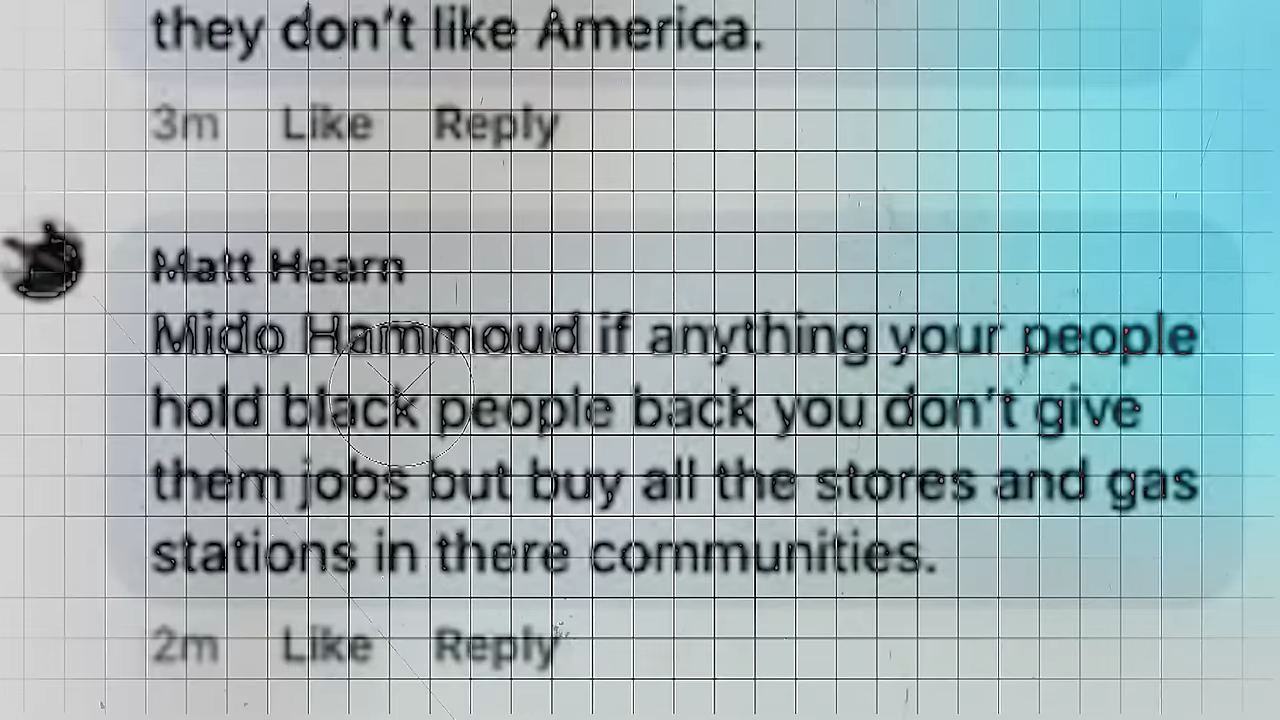 they don't like America.
3m Like Reply
Matt Hearn
Mido Hammoud if anything your people
hold black people back you don't give
them jobs but buy all the stores and gas
stations in there communities.
2m Like Reply